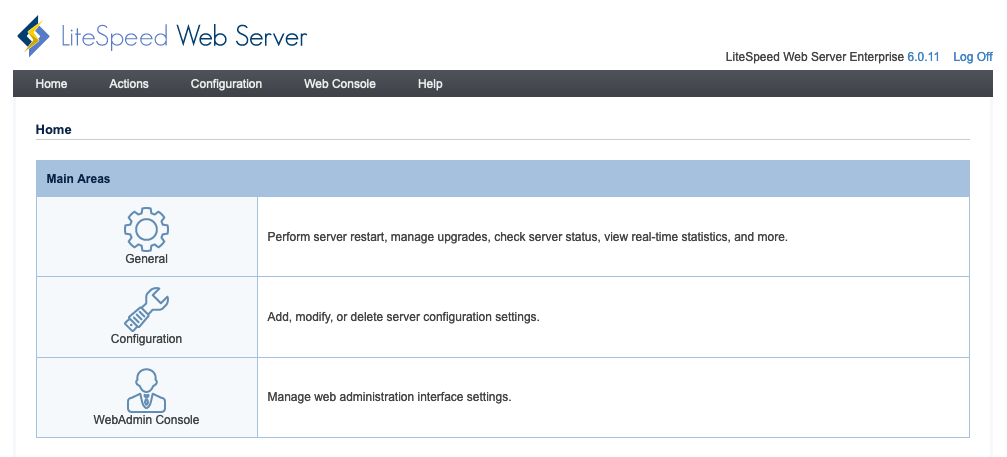 LiteSpeed Web Server
LiteSpeed Web Server Enterprise 6.0.11 Log Off
Home Actions Configuration Web Console Help
Home
Main Areas
General
Perform server restart, manage upgrades, check server status, view real-time statistics, and more.
Configuration
Add, modify, or delete server configuration settings.
WebAdmin Console
Manage web administration interface settings.